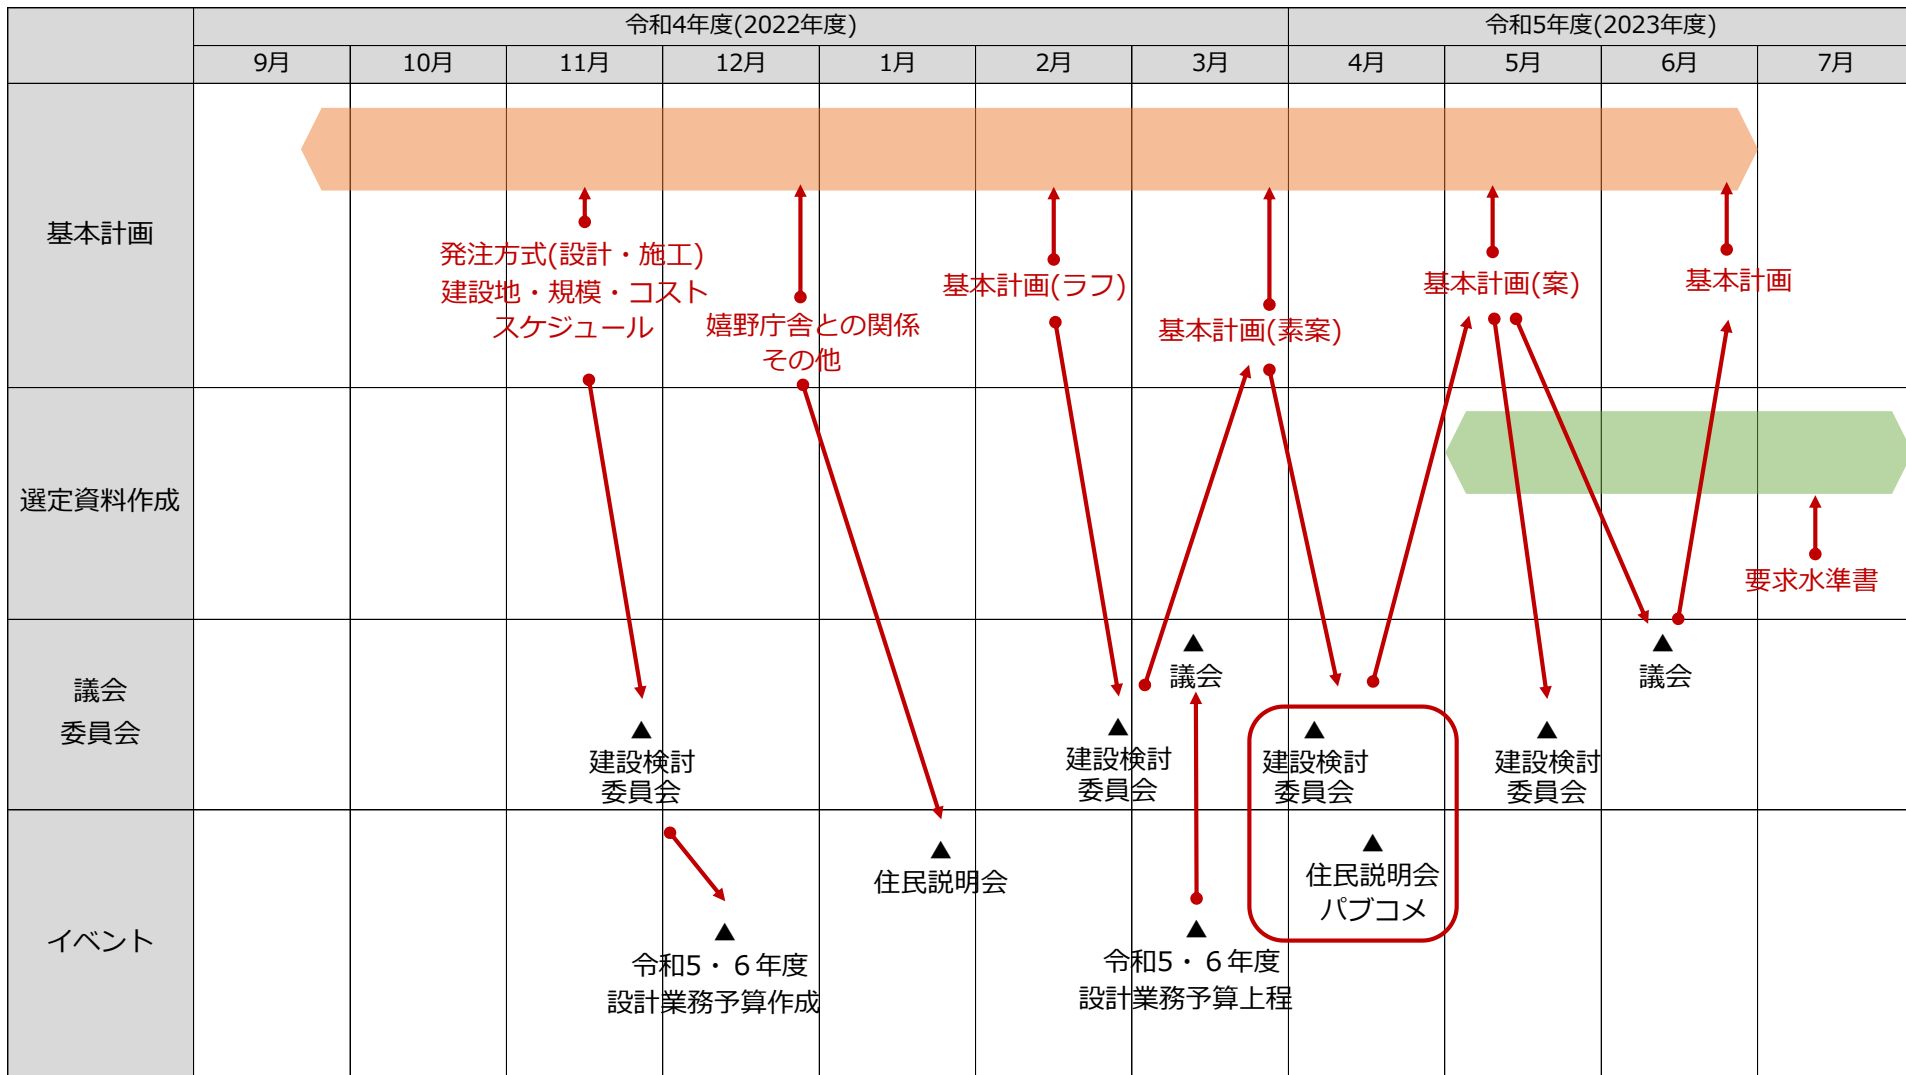 令和4年度(2022年度)
令和5年度(2023年度)
9月
10月
11月
12月
1月
2月
3月
4月
5月
6月
7月
基本計画
発注方式(設計・施工)
建設地・規模・コスト
スケジュール
嬉野庁舎との関係
その他
基本計画(ラフ)
基本計画(素案)
基本計画(案)
基本計画
選定資料作成
要求水準書
議会
委員会
▲
建設検討
委員会
▲
建設検討
委員会
▲
議会
▲
建設検討
委員会
▲
建設検討
委員会
▲
議会
イベント
▲
令和5・６年度
設計業務予算作成
▲
住民説明会
▲
令和5・６年度
設計業務予算上程
▲
住民説明会
パブコメ